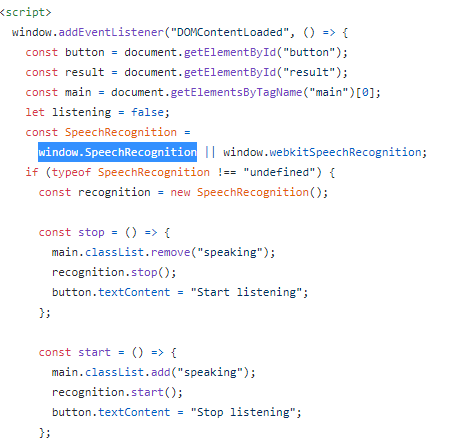 <script>
window.addEventListener("DOMContentLoaded", () => {
const button = document.getElementById("button");
const result = document.getElementById("result");
const main = document.getElementsByTagName("main")[0];
let listening = false;
const SpeechRecognition =
window.SpeechRecognition || window.webkitSpeechRecognition;
if (typeof SpeechRecognition !== "undefined") {
const recognition = new SpeechRecognition();
const stop = () => {
main.classList.remove("speaking");
recognition.stop();
button.textContent = "Start listening";
};
const start = () => {
main.classList.add("speaking");
recognition.start();
button.textContent = "Stop listening";
};